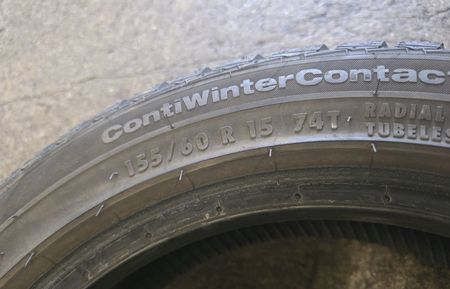 ContiWinterContac
155/60 R 15 74T
RADIAL
TUBELES